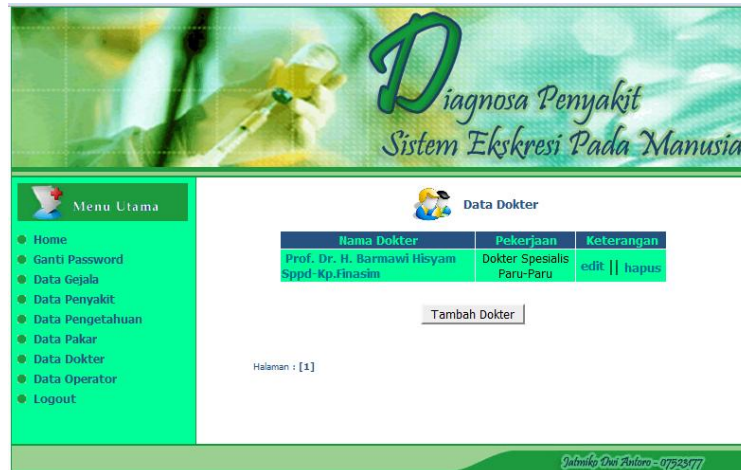 Diagnosa Penyakit
Sistem Ekskresi Pada Manusia
Menu Utama
Home
Ganti Password
Data Gejala
Data Penyakit
Data Pengetahuan
Data Pakar
Data Dokter
Data Operator
Logout
Data Dokter
Nama Dokter Pekerjaan Keterangan
Prof. Dr. H. Barmawi Hisyam Dokter Spesialis edit || hapus
Sppd-Kp.Finasim Paru-Paru
Tambah Dokter
Halaman : [1]
Jatmiko Dwi Antoro - 07523177